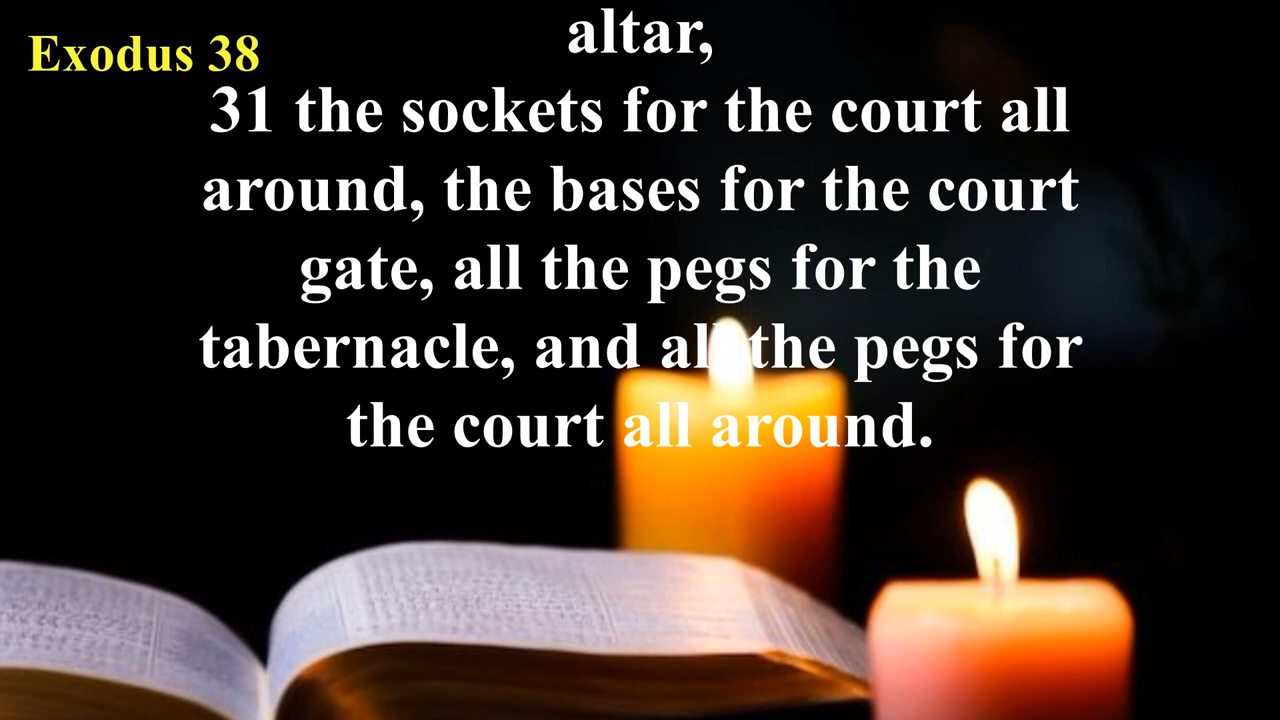 altar,
Exodus 38
31 the sockets for the court all
around, the bases for the court
gate, all the pegs for the
tabernacle, and all the pegs for
the court all around.